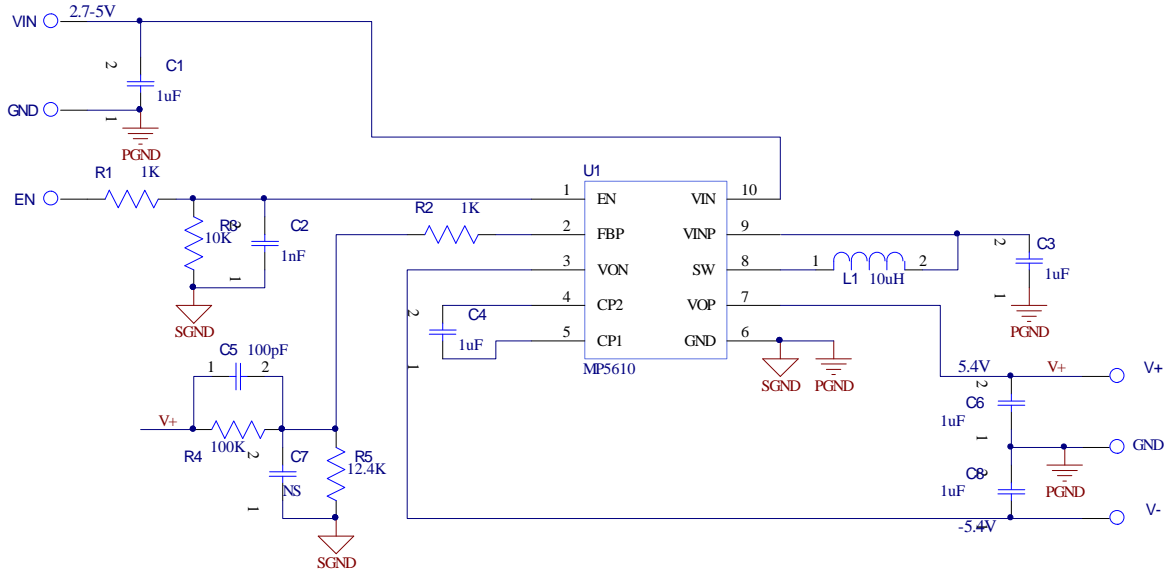 VIN 2.7-5V
2 C1
1uF
GND
1
PGND
R1
1K
EN
R3
10K
2 C2
1nF
1
SGND
R2 1K
U1
1 EN VIN 10
2 FBP VINP 9
3 VON SW 8
4 CP2 VOP 7
5 CP1 GND 6
MP5610
2 C4
1uF
1
1 L1 2
10uH
2 C3
1uF
1
PGND
SGND PGND
C5 100pF
1 2
V+
R4 100K
2 C7
NS
1
R5
12.4K
SGND
5.4V V+ V+
2
C6
1uF
1
GND
PGND
2
C8
1uF
1
-5.4V
V-